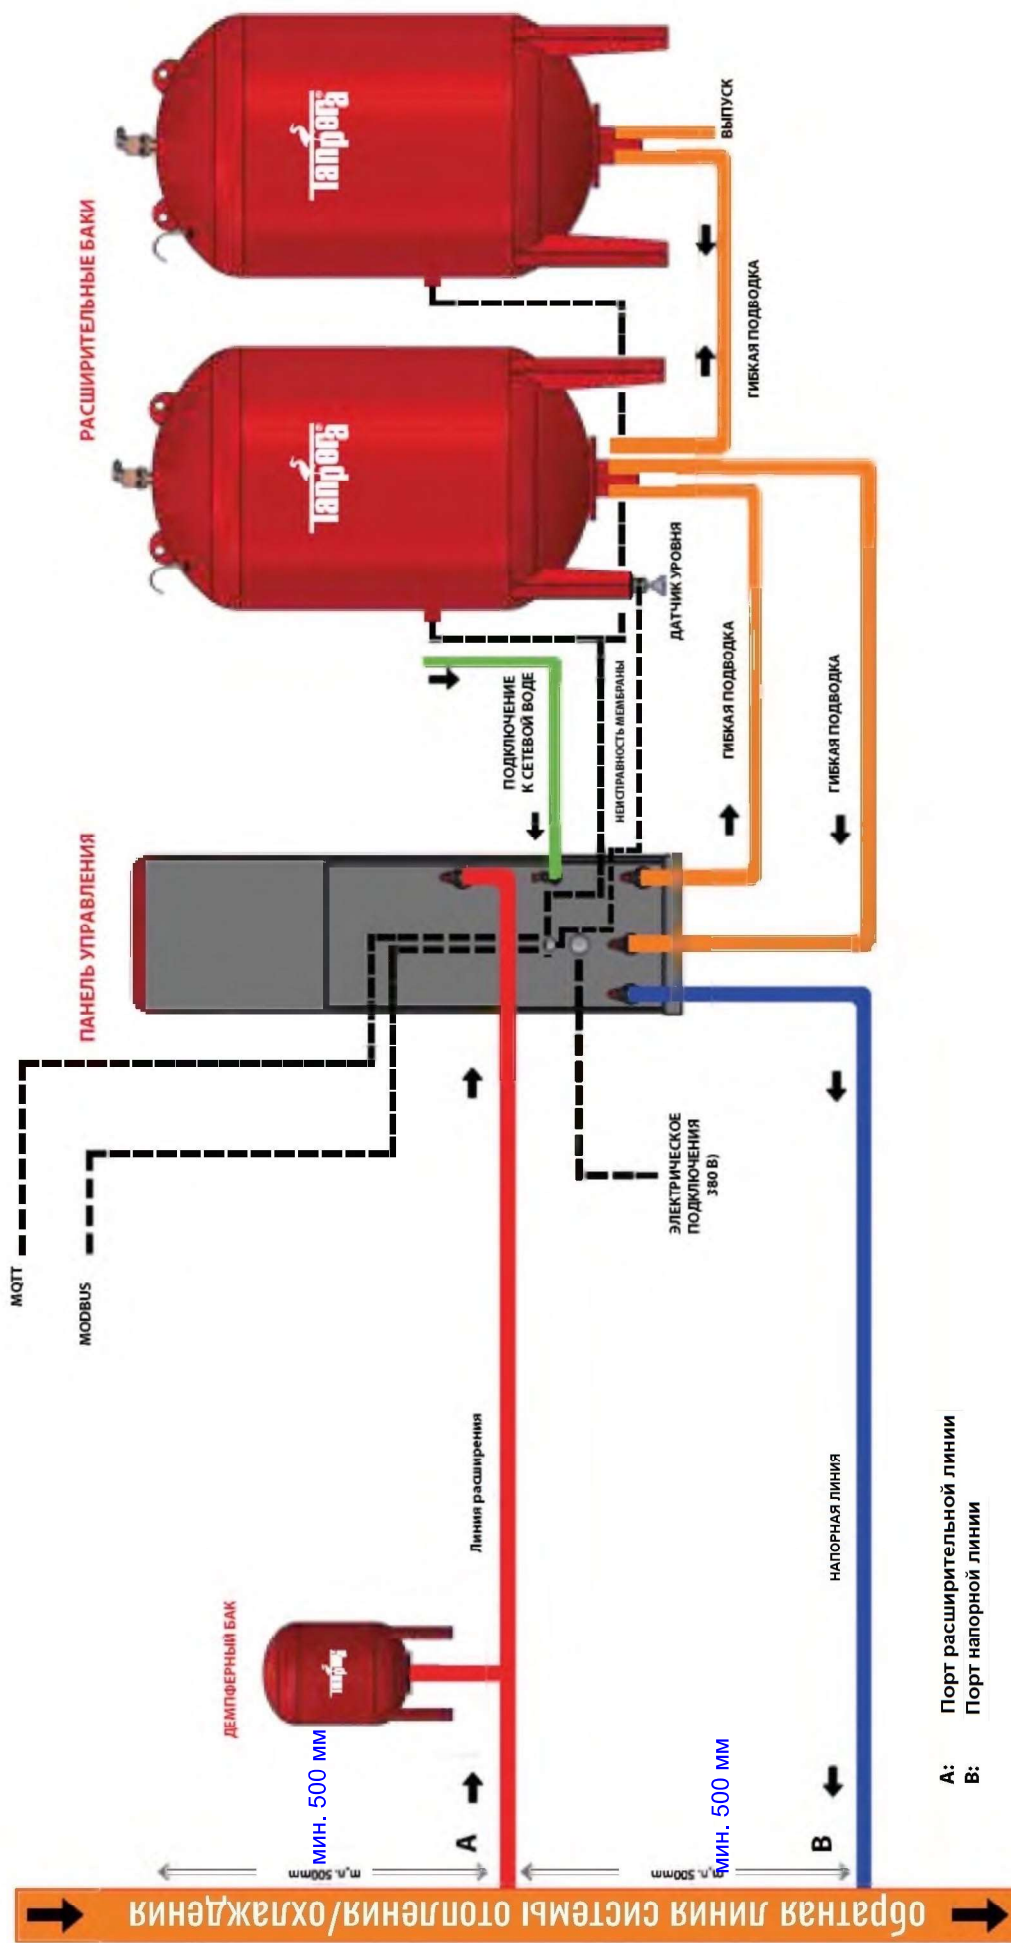 РАСШИРИТЕЛЬНЫЕ БАКИ
ПАНЕЛЬ УПРАВЛЕНИЯ
ДЕМПФЕРНЫЙ БАК
MQTT
MODBUS
ПОДКЛЮЧЕНИЕ
К СЕТЕВОЙ ВОДЕ
НЕИСПРАВНОСТЬ МЕМБРАНЫ
ДАТЧИК УРОВНЯ
ВЫПУСК
ГИБКАЯ ПОДВОДКА
ГИБКАЯ ПОДВОДКА
ГИБКАЯ ПОДВОДКА
ЭЛЕКТРИЧЕСКОЕ
ПОДКЛЮЧЕНИЯ
380 В)
Линия расширения
НАПОРНАЯ ЛИНИЯ
мин. 500 мм
мин. 500 мм
A
B
обратная линия системы отопления/охлаждения
A: Порт расширительной линии
B: Порт напорной линии